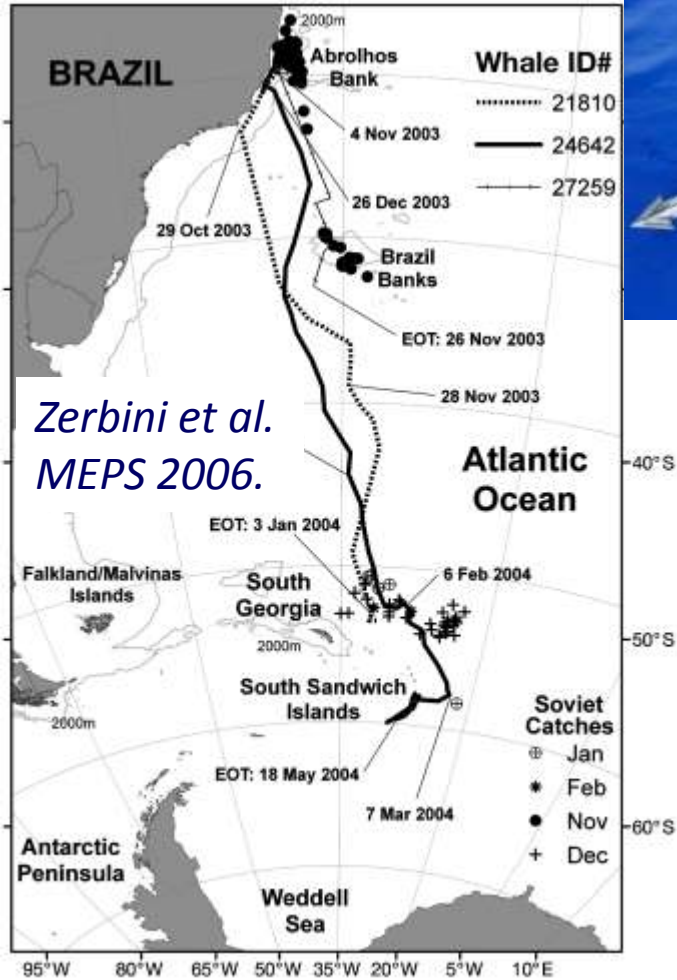 2000m
BRAZIL
Abrolhos
Bank
Whale ID#
21810
24642
27259
4 Nov 2003
26 Dec 2003
29 Oct 2003
Brazil
Banks
EOT: 26 Nov 2003
28 Nov 2003
Zerbini et al.
MEPS 2006.
Atlantic
Ocean
40°S
EOT: 3 Jan 2004
6 Feb 2004
Falkland/Malvinas
Islands
South
Georgia
50°S
2000m
South Sandwich
Islands
2000m
Soviet
Catches
Jan
Feb
Nov
Dec
EOT: 18 May 2004
7 Mar 2004
60°S
Antarctic
Peninsula
Weddell
Sea
95°W 80°W 65°W 50°W 35°W 20°W 5°W 10°E